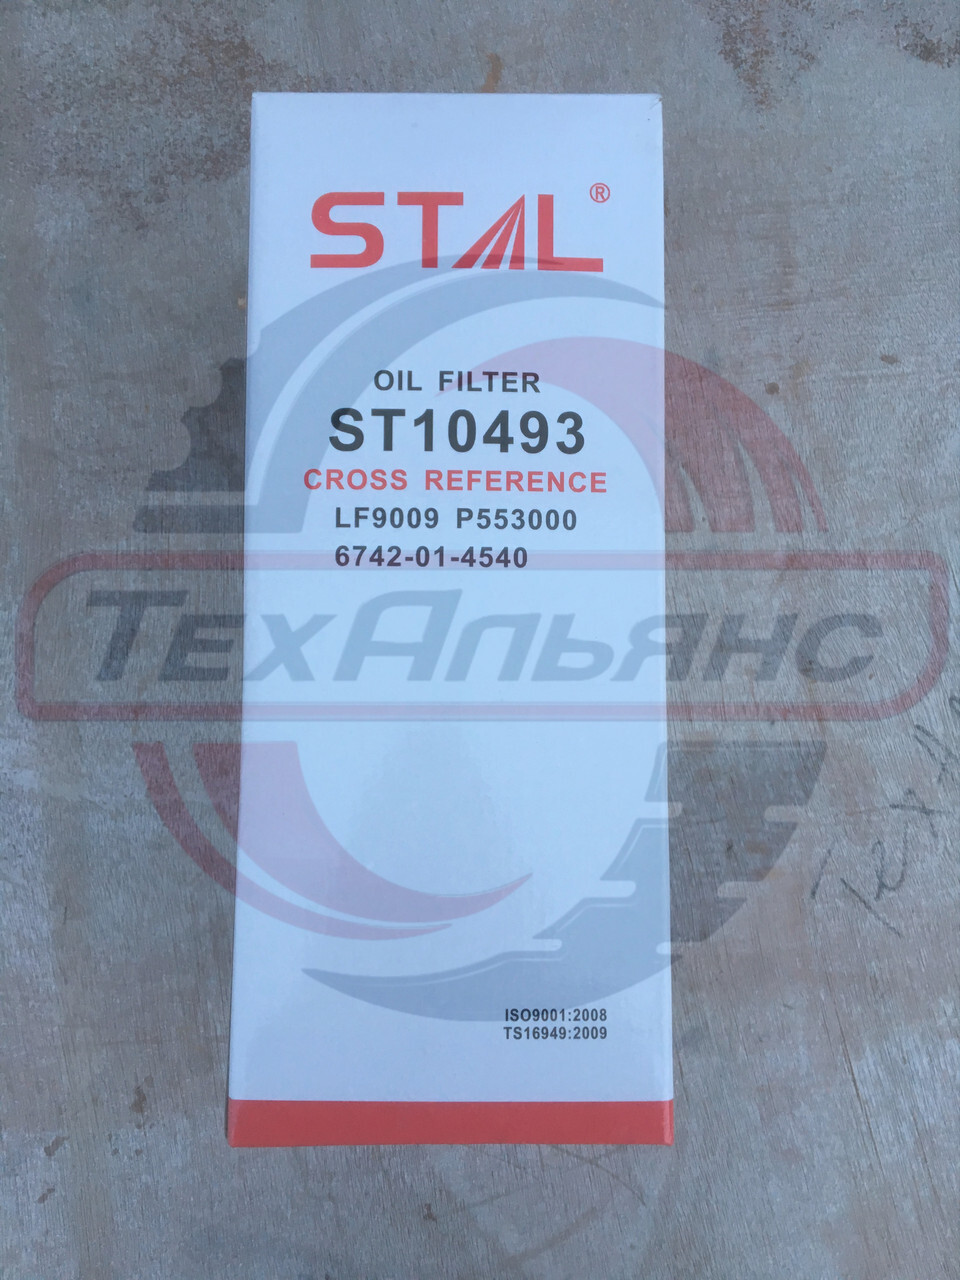 STAL®
OIL FILTER
ST10493
CROSS REFERENCE
LF9009 P553000
6742-01-4540
ТехАльянс
ISO9001:2008
TS16949:2009